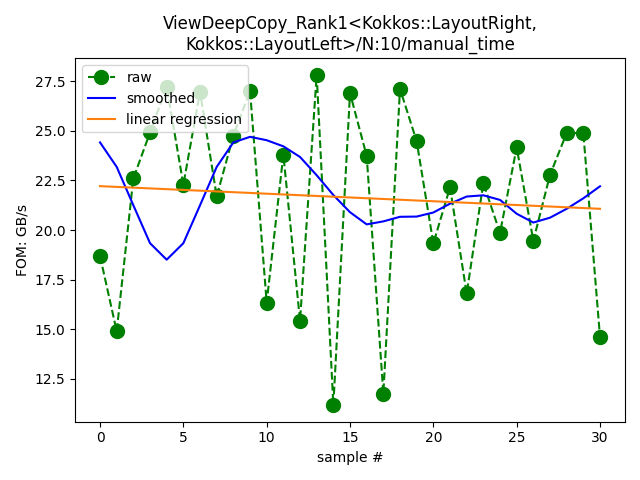 ViewDeepCopy_Rank1<Kokkos::LayoutRight,
Kokkos::LayoutLeft>/N:10/manual_time
raw
smoothed
linear regression
FOM: GB/s
27.5
25.0
22.5
20.0
17.5
15.0
12.5
0 5 10 15 20 25 30
sample #